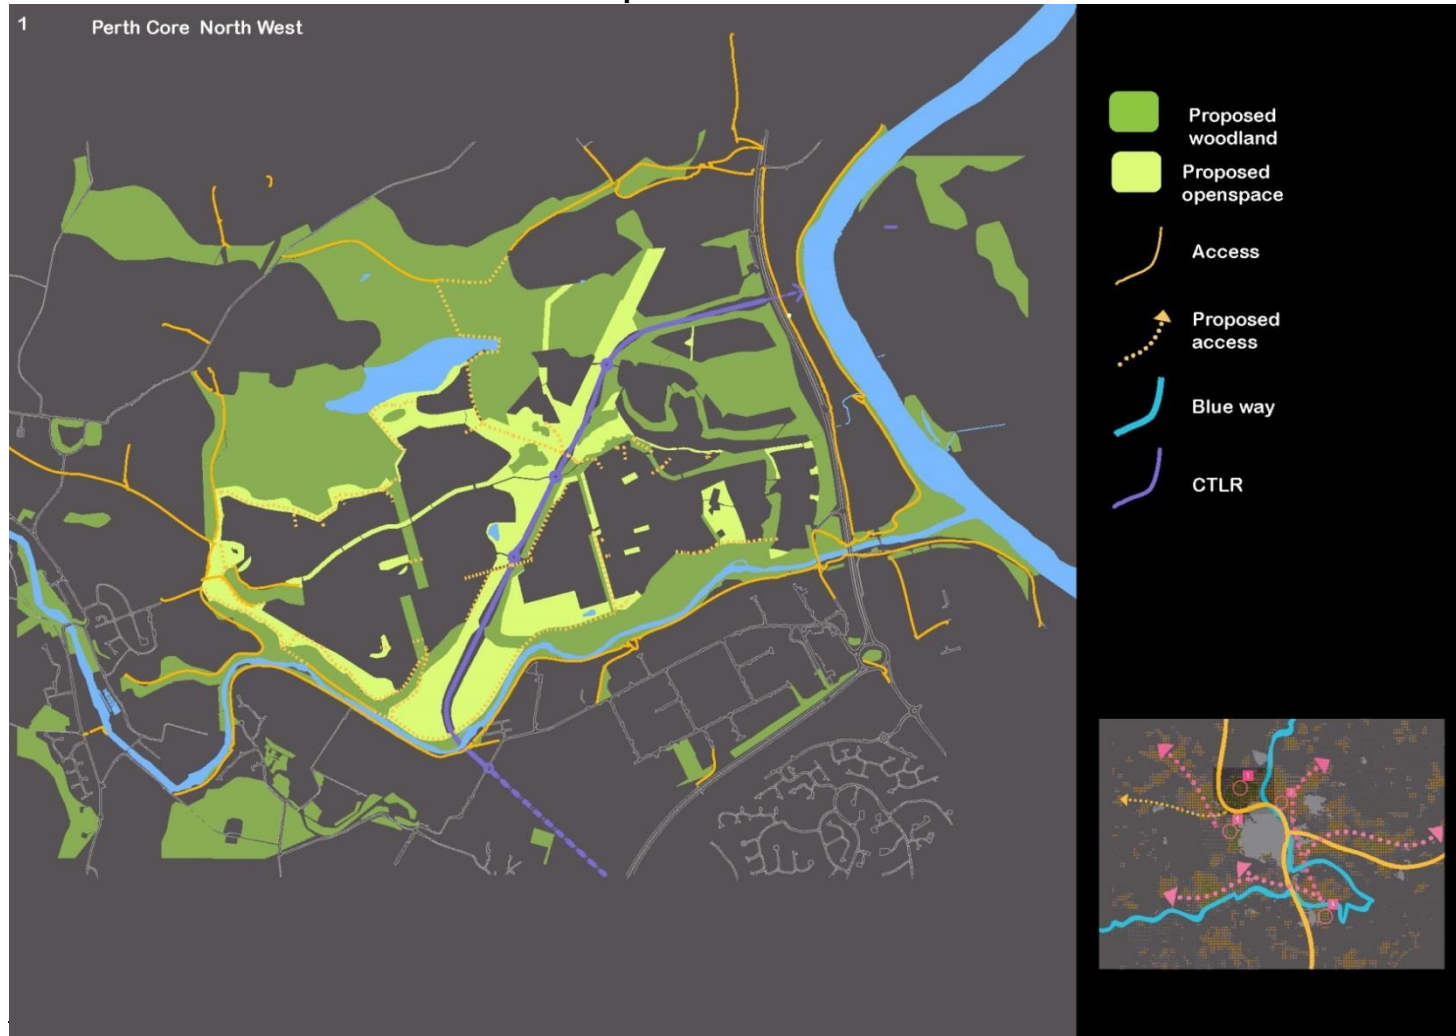 1
Perth Core North West
Proposed
woodland
Proposed
openspace
Access
Proposed
access
Blue way
CTLR